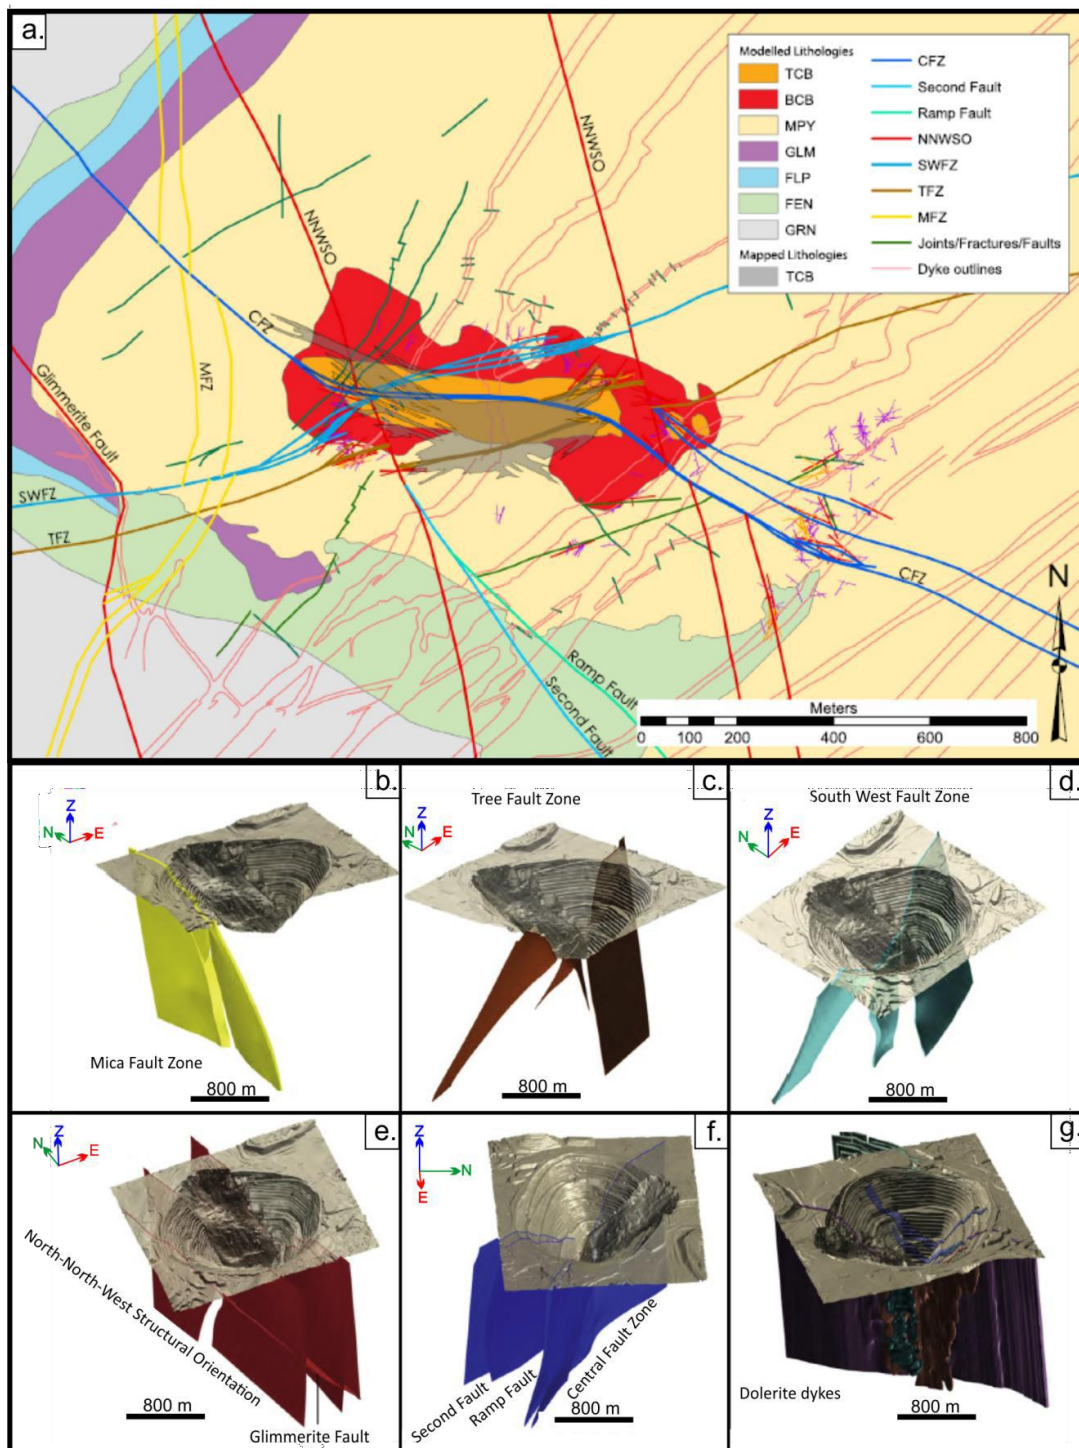 a.
Modelled Lithologies
TCB
BCB
MPY
GLM
FLP
FEN
GRN
Mapped Lithologies
TCB
CFZ
Second Fault
Ramp Fault
NNWSO
SWFZ
TFZ
MFZ
Joints/Fractures/Faults
Dyke outlines
NNWSO
NNWSO
CFZ
MFZ
Glimmerite Fault
SWFZ
TFZ
CFZ
Ramp Fault
Second Fault
N
Meters
0 100 200 400 600 800
b.
Z
N
E
Mica Fault Zone
800 m
c.
Tree Fault Zone
Z
N
E
800 m
d.
South West Fault Zone
Z
N
E
800 m
e.
Z
N
E
North-North-West Structural Orientation
800 m
Glimmerite Fault
f.
Z
N
E
Second Fault
Ramp Fault
Central Fault Zone
800 m
g.
Dolerite dykes
800 m